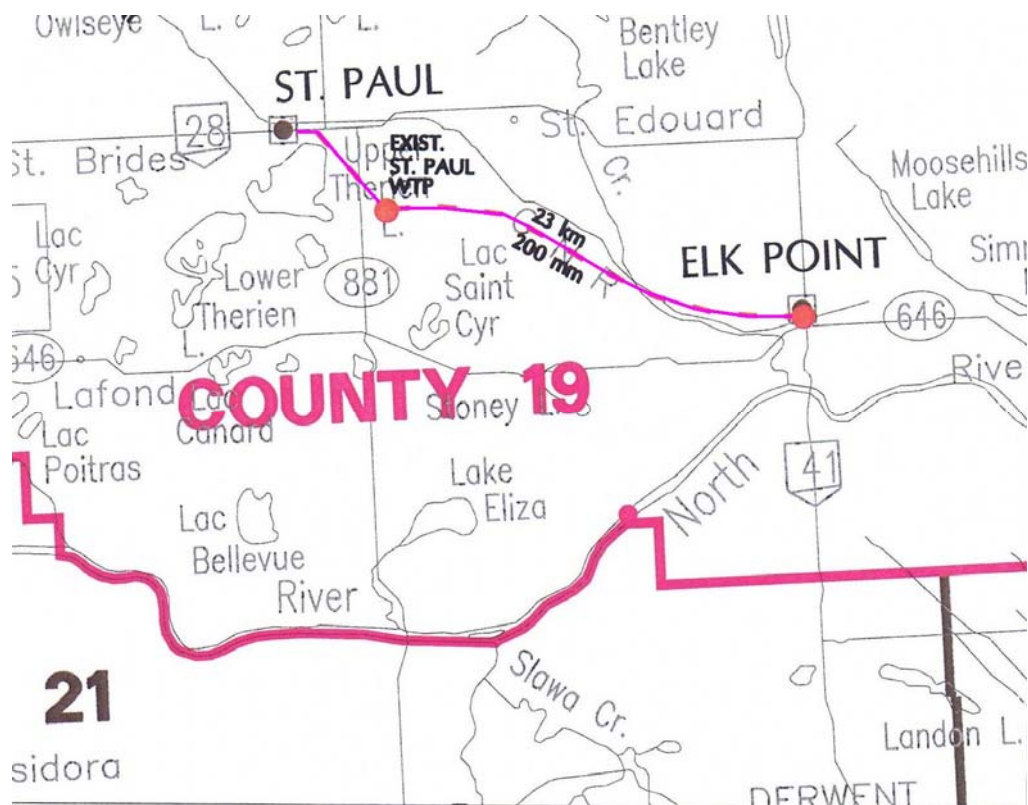 Owlseye
L.
L.
Bentley
Lake
ST. PAUL
28
St. Edouard
St. Brides
EXIST.
ST. PAUL
WTP
Upper
Therien
L.
Cr.
Moosehills
Lake
Lac
Cyr
23 km
200 mm
C N R
ELK POINT
Lower
Therien
L.
881
Lac
Saint
Cyr
646
646
Lafond
COUNTY 19
Lac
Canard
Stoney L.
Lac
Poitras
North
41
Lake
Eliza
Lac
Bellevue
River
21
Slawa Cr.
Landon L.
DERWENT